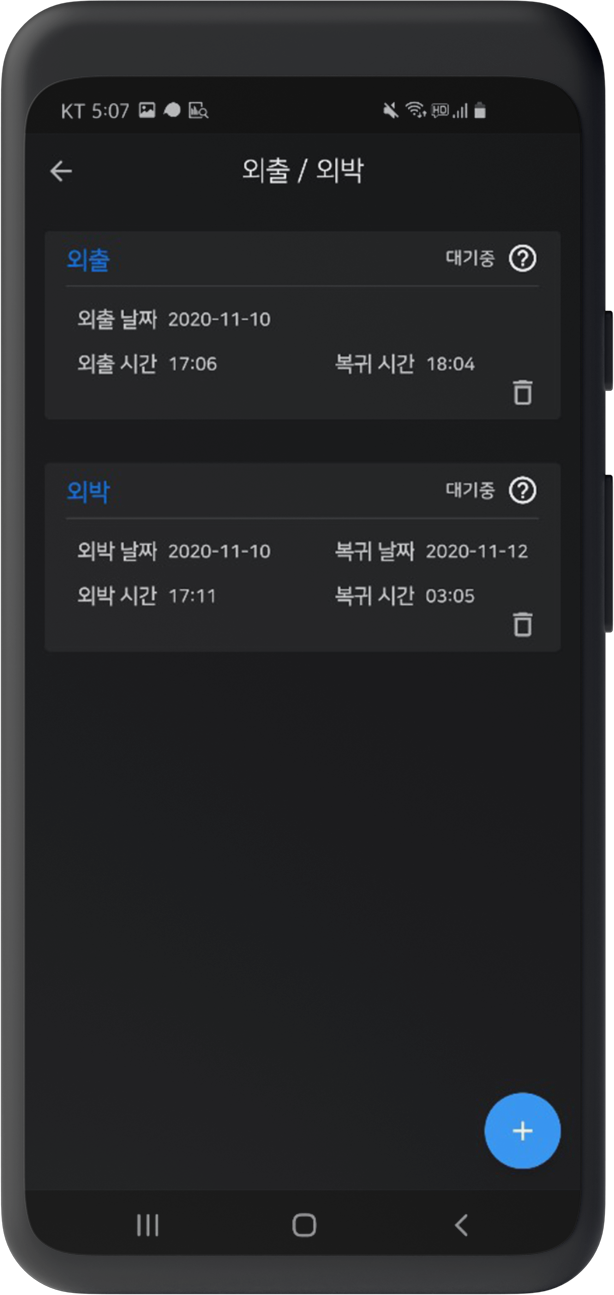 KT 5:07
외출 / 외박
외출 대기중
외출 날짜 2020-11-10
외출 시간 17:06 복귀 시간 18:04
외박 대기중
외박 날짜 2020-11-10 복귀 날짜 2020-11-12
외박 시간 17:11 복귀 시간 03:05